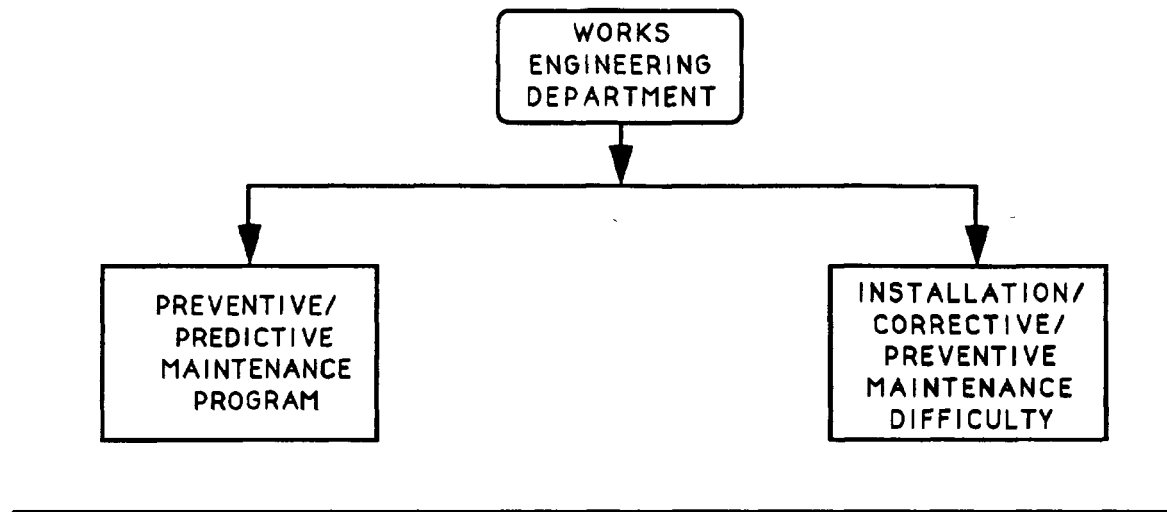 WORKS
ENGINEERING
DEPARTMENT
PREVENTIVE/
PREDICTIVE
MAINTENANCE
PROGRAM
INSTALLATION/
CORRECTIVE/
PREVENTIVE
MAINTENANCE
DIFFICULTY